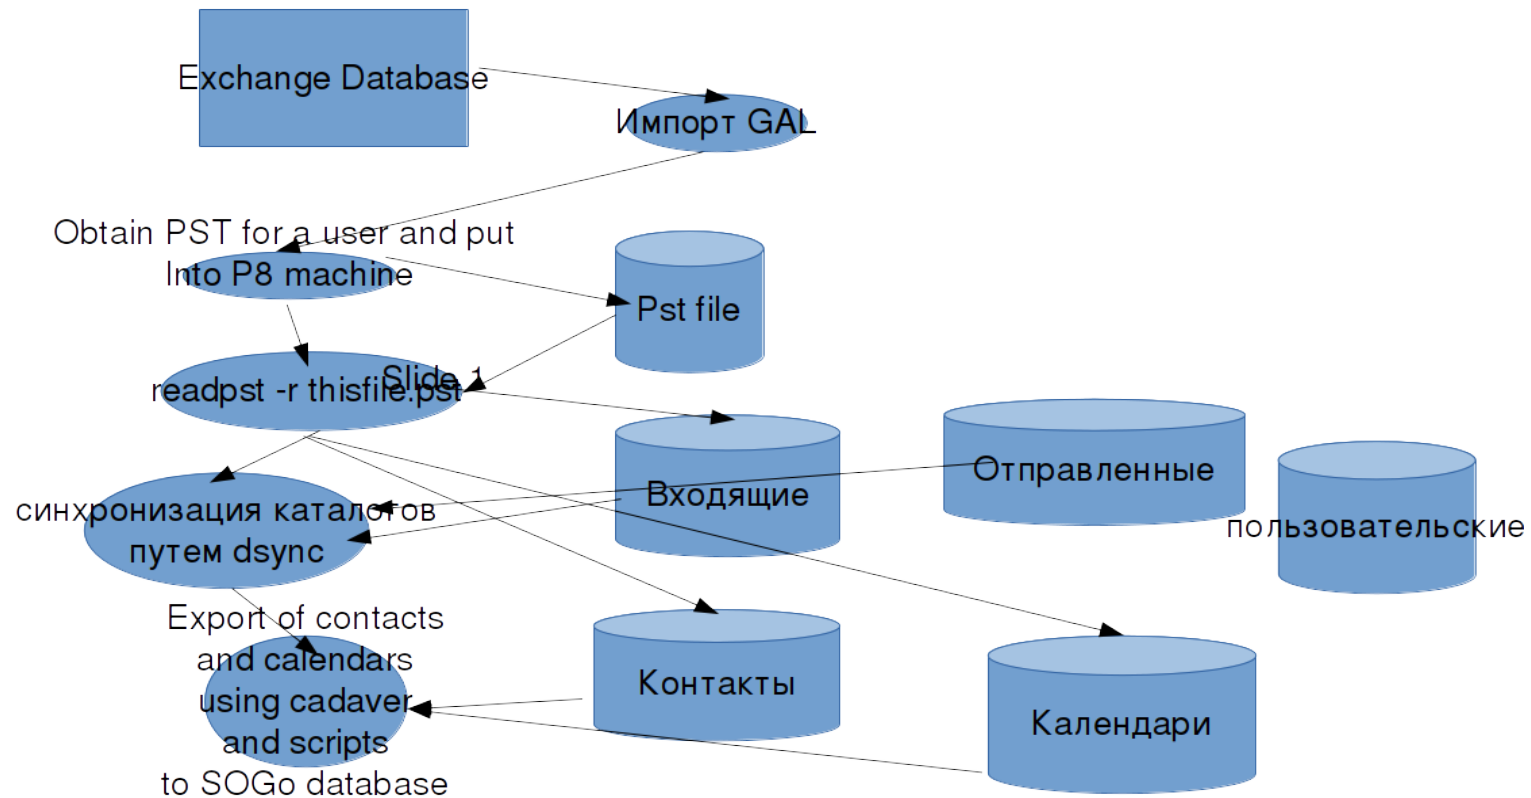 Exchange Database
Импорт GAL
Obtain PST for a user and put
Into P8 machine
Pst file
Slide 1
readpst -r thisfile.pst
Отправленные
Входящие
пользовательские
синхронизация каталогов
путем dsync
Export of contacts
and calendars
using cadaver
and scripts
to SOGo database
Контакты
Календари